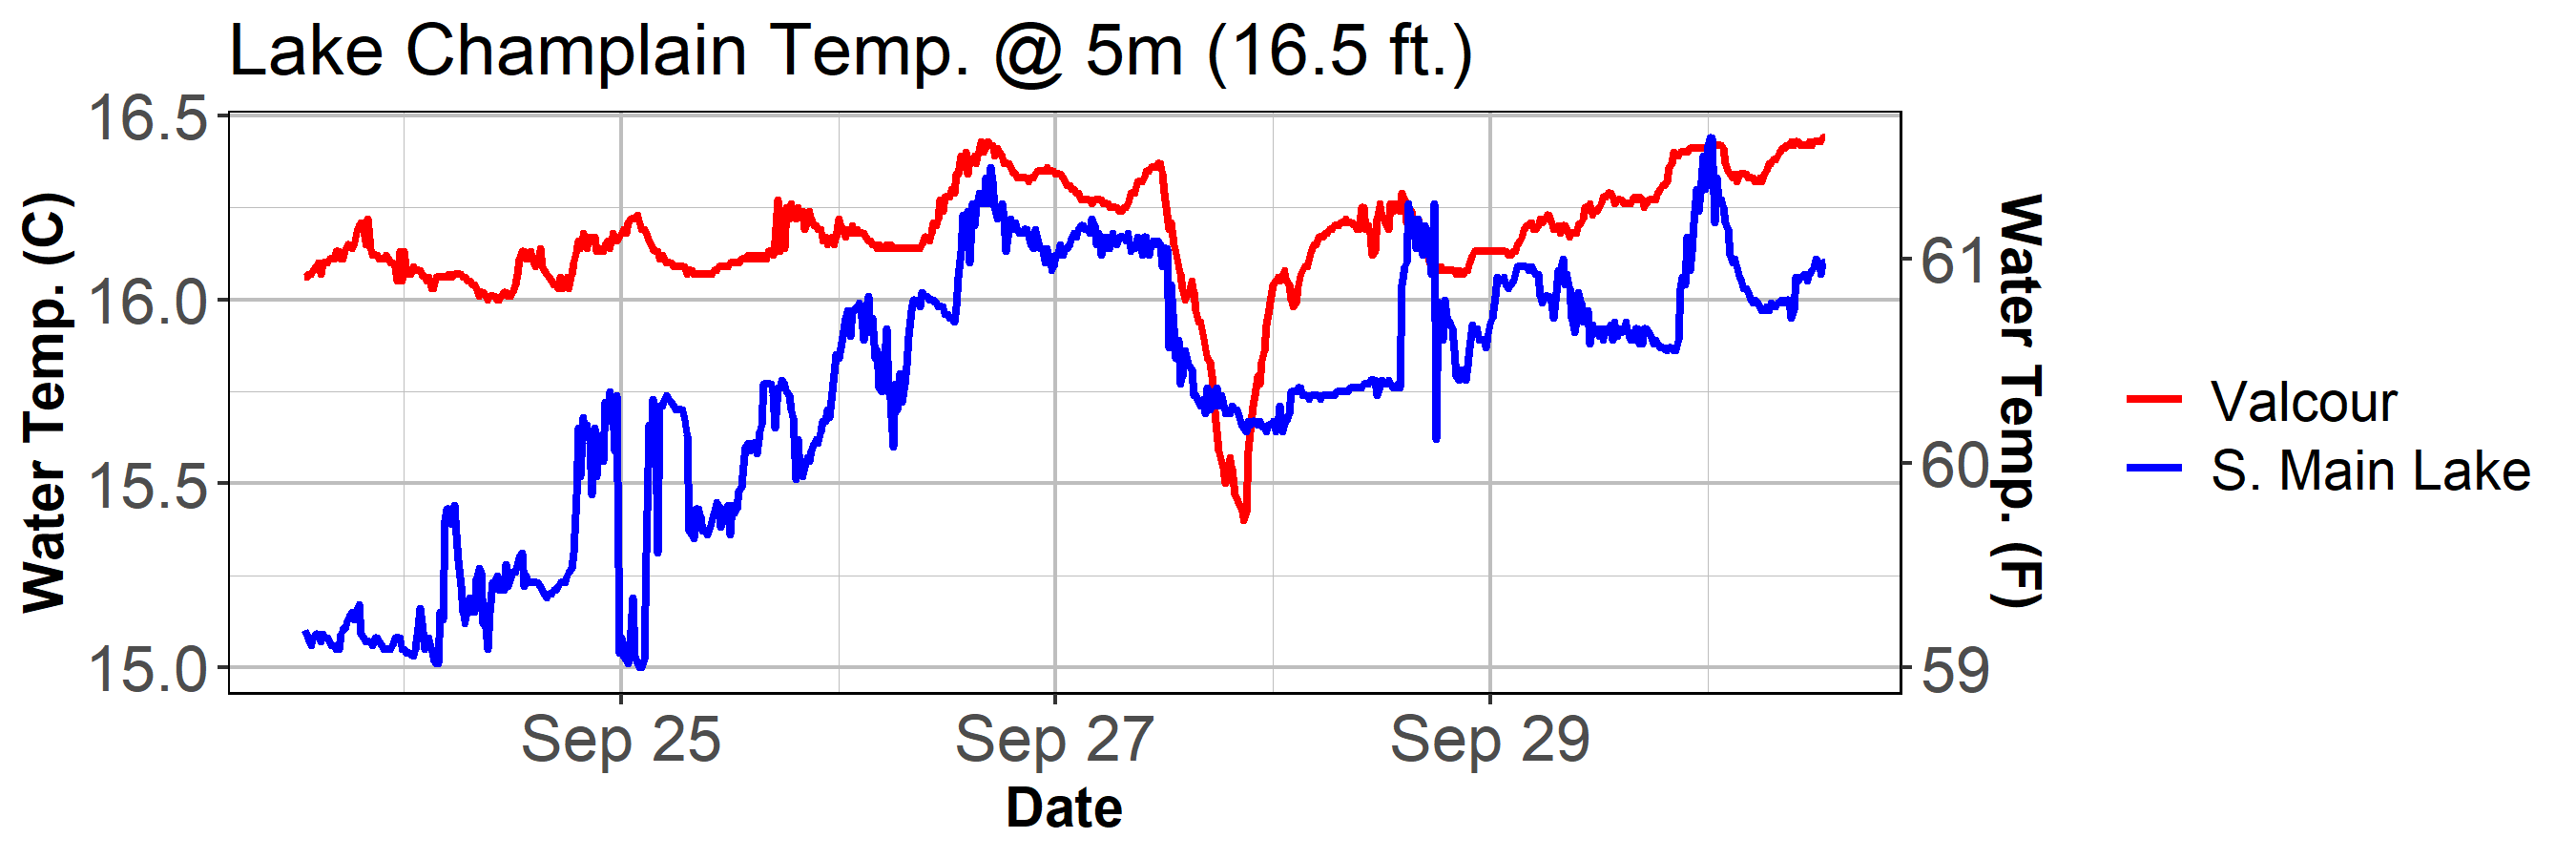 Lake Champlain Temp. @ 5m (16.5 ft.)
Water Temp. (C)
16.5
16.0
15.5
15.0
61
60
59
Water Temp. (F)
Sep 25
Sep 27
Sep 29
Date
Valcour
S. Main Lake